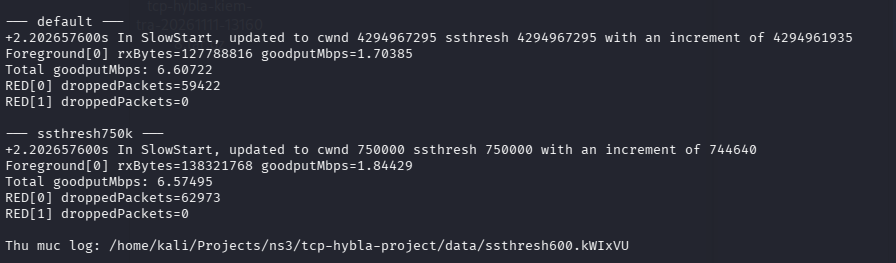 --- default ---
+2.202657600s In SlowStart, updated to cwnd 4294967295 ssthresh 4294967295 with an increment of 4294961935
Foreground[0] rxBytes=127788816 goodputMbps=1.70385
Total goodputMbps: 6.60722
RED[0] droppedPackets=59422
RED[1] droppedPackets=0
--- ssthresh750k ---
+2.202657600s In SlowStart, updated to cwnd 750000 ssthresh 750000 with an increment of 744640
Foreground[0] rxBytes=138321768 goodputMbps=1.84429
Total goodputMbps: 6.57495
RED[0] droppedPackets=62973
RED[1] droppedPackets=0
Thu muc log: /home/kali/Projects/ns3/tcp-hybla-project/data/ssthresh600.kWIxVU